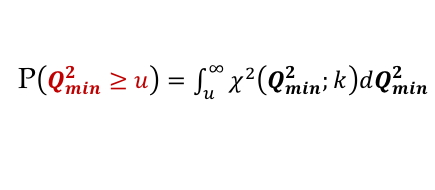 P(Q²ₘᵢₙ ≥ u) = ∫ᵤ^∞ χ²(Q²ₘᵢₙ; k)dQ²ₘᵢₙ